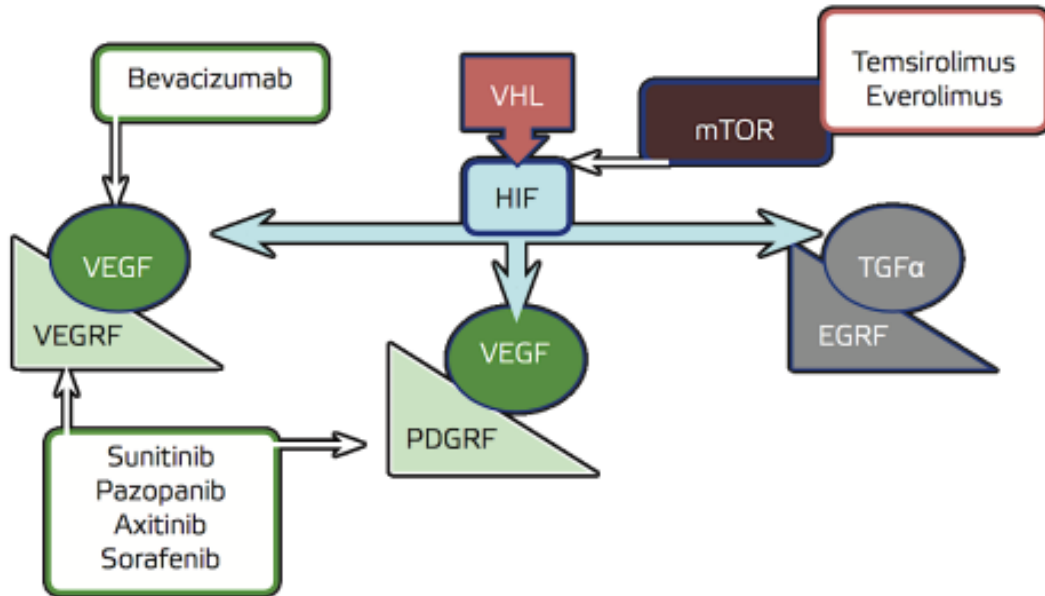 Bevacizumab
VHL
Temsirolimus
Everolimus
mTOR
HIF
VEGF
VEGRF
TGFα
EGRF
VEGF
PDGRF
Sunitinib
Pazopanib
Axitinib
Sorafenib